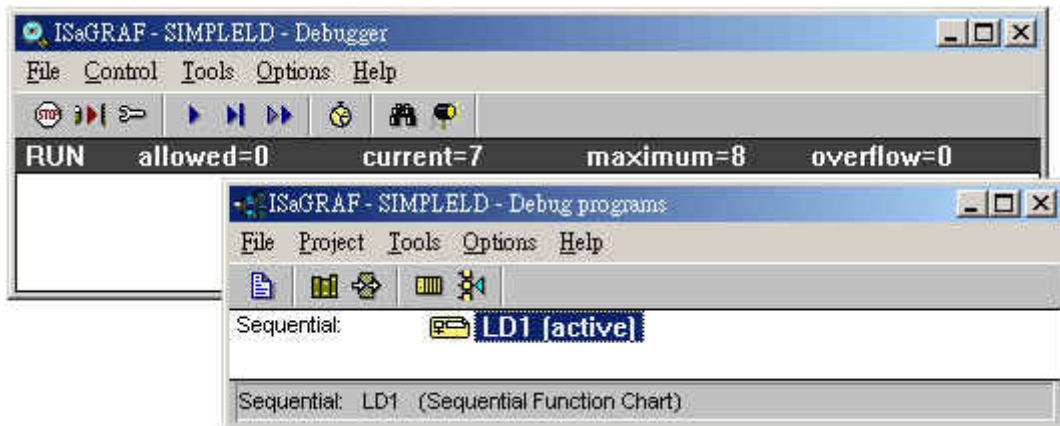 ISaGRAF - SIMPLELD - Debugger
File Control Tools Options Help
STOP
RUN allowed=0 current=7 maximum=8 overflow=0
ISaGRAF - SIMPLELD - Debug programs
File Project Tools Options Help
Sequential: LD1 (active)
Sequential: LD1 (Sequential Function Chart)